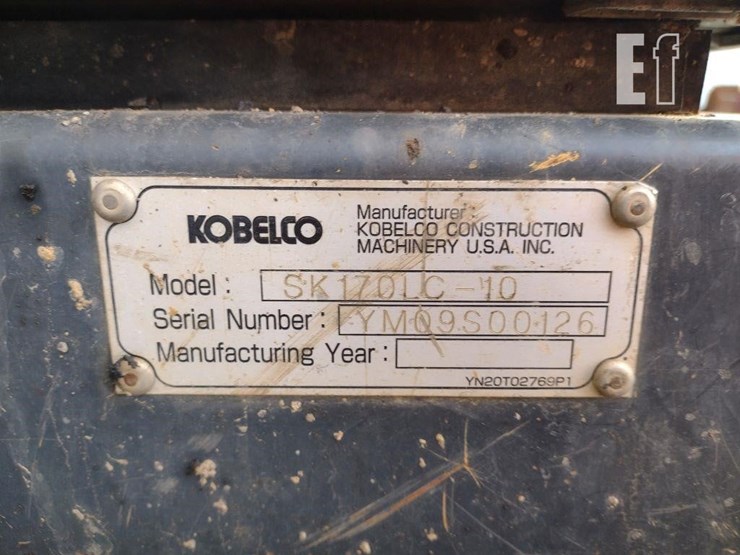 Ef
KOBELCO
Manufacturer:
KOBELCO CONSTRUCTION
MACHINERY U.S.A. INC.
Model: SK170LC-10
Serial Number: YM09S00126
Manufacturing Year:
YN20T02769P1